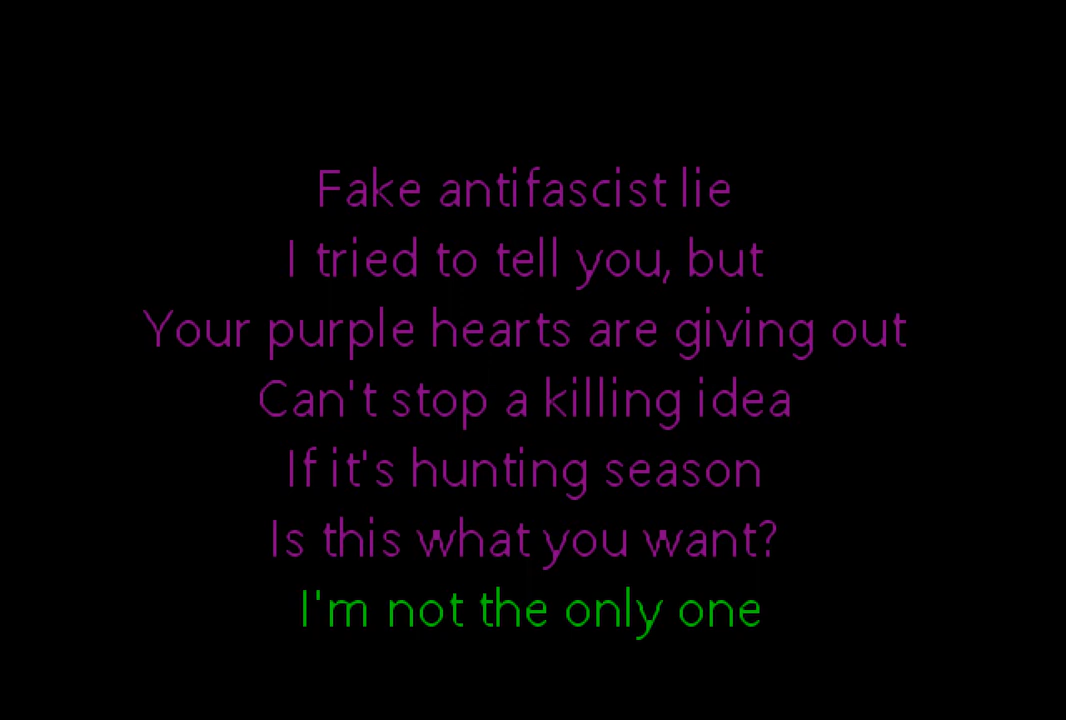 Fake antifascist lie
I tried to tell you, but
Your purple hearts are giving out
Can't stop a killing idea
If it's hunting season
Is this what you want?
I'm not the only one